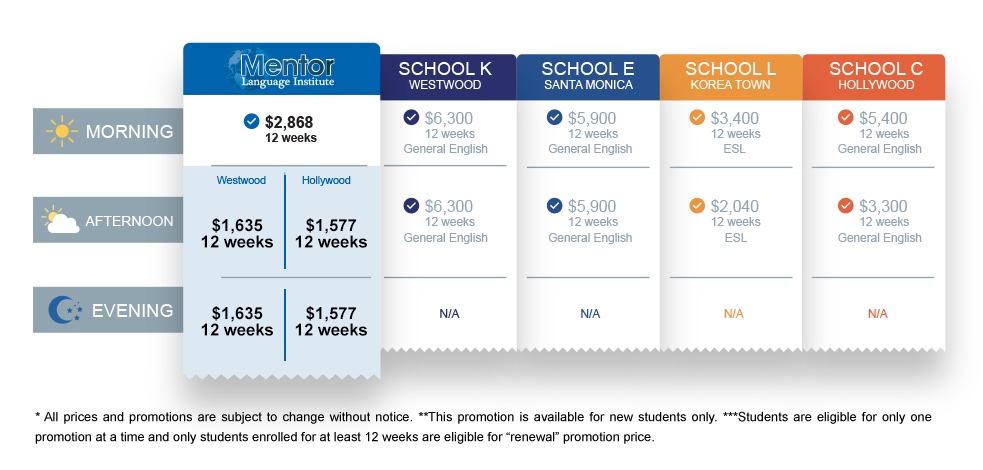 Mentor
Language Institute
SCHOOL K
WESTWOOD
SCHOOL E
SANTA MONICA
SCHOOL L
KOREA TOWN
SCHOOL C
HOLLYWOOD
MORNING
$2,868
12 weeks
$6,300
12 weeks
General English
$5,900
12 weeks
General English
$3,400
12 weeks
ESL
$5,400
12 weeks
General English
AFTERNOON
Westwood
$1,635
12 weeks
Hollywood
$1,577
12 weeks
$6,300
12 weeks
General English
$5,900
12 weeks
General English
$2,040
12 weeks
ESL
$3,300
12 weeks
General English
EVENING
$1,635
12 weeks
$1,577
12 weeks
N/A
N/A
N/A
N/A
* All prices and promotions are subject to change without notice. **This promotion is available for new students only. ***Students are eligible for only one
promotion at a time and only students enrolled for at least 12 weeks are eligible for “renewal” promotion price.